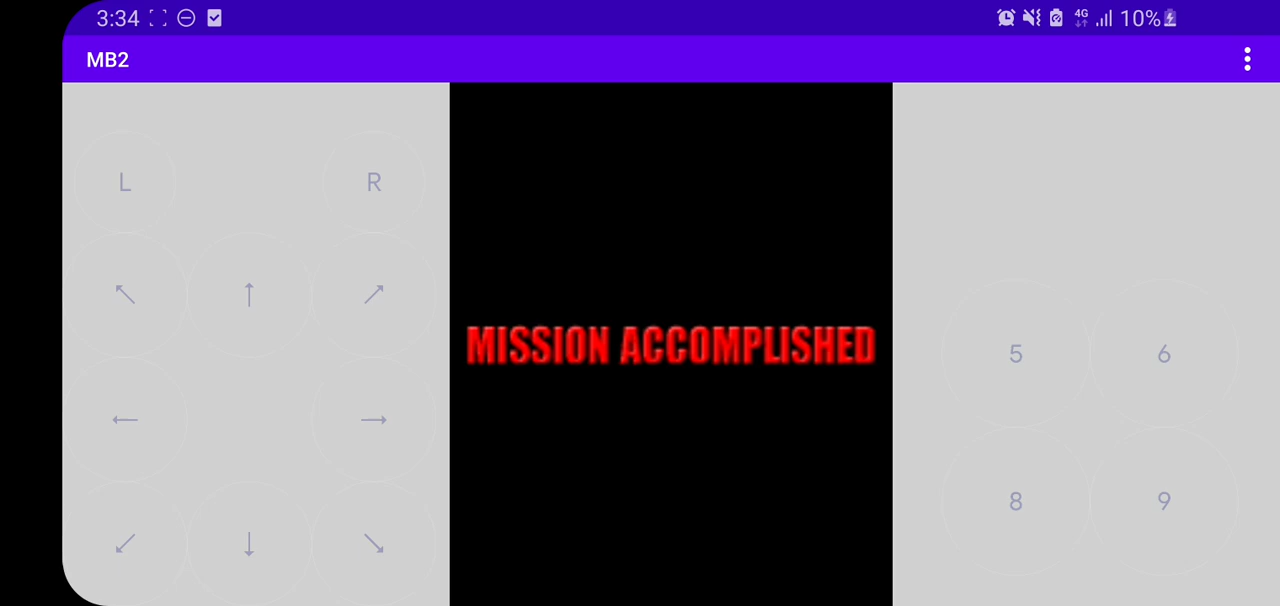 3:34 4G 10%
MB2
L R
↖ ↑ ↗
5 6
MISSION ACCOMPLISHED
← →
8 9
↙ ↓ ↘